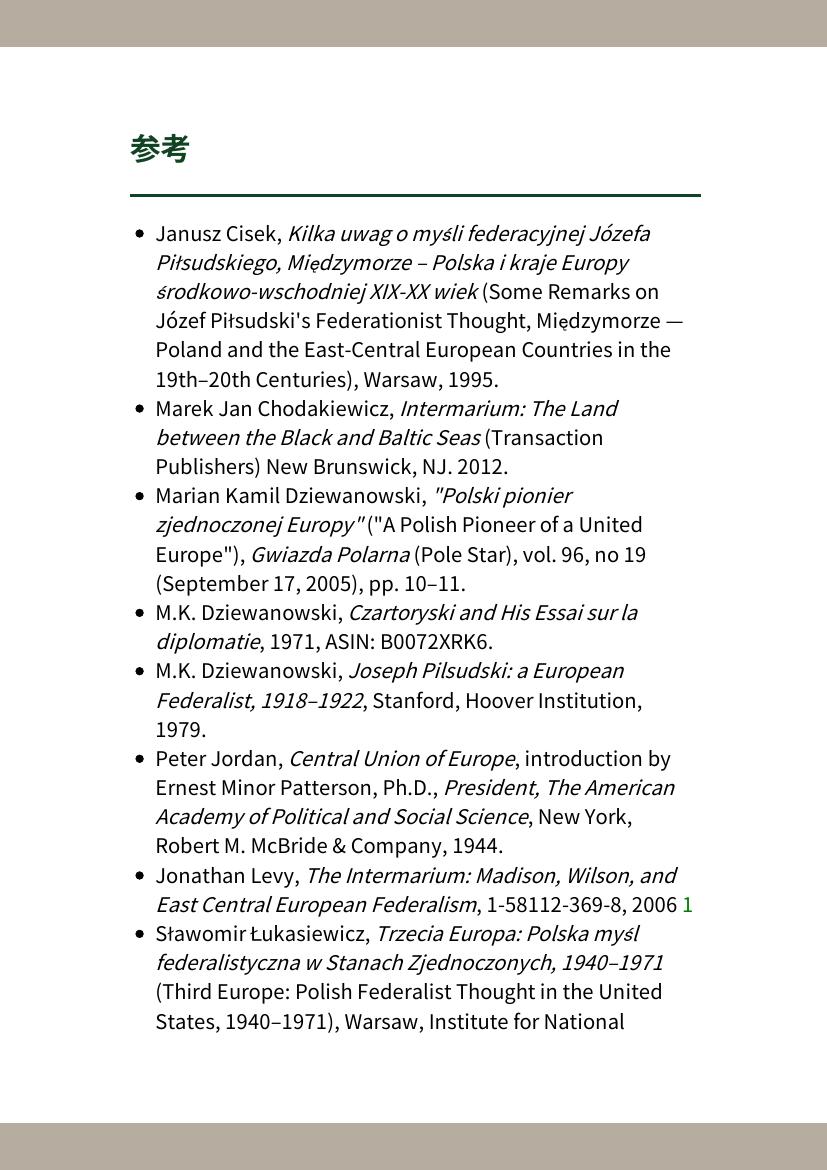 参考
• Janusz Cisek, Kilka uwag o myśli federacyjnej Józefa
Piłsudskiego, Międzymorze – Polska i kraje Europy
środkowo-wschodniej XIX-XX wiek (Some Remarks on
Józef Piłsudski's Federationist Thought, Międzymorze —
Poland and the East-Central European Countries in the
19th–20th Centuries), Warsaw, 1995.
• Marek Jan Chodakiewicz, Intermarium: The Land
between the Black and Baltic Seas (Transaction
Publishers) New Brunswick, NJ. 2012.
• Marian Kamil Dziewanowski, "Polski pionier
zjednoczonej Europy" ("A Polish Pioneer of a United
Europe"), Gwiazda Polarna (Pole Star), vol. 96, no 19
(September 17, 2005), pp. 10–11.
• M.K. Dziewanowski, Czartoryski and His Essai sur la
diplomatie, 1971, ASIN: B0072XRK6.
• M.K. Dziewanowski, Joseph Pilsudski: a European
Federalist, 1918–1922, Stanford, Hoover Institution,
1979.
• Peter Jordan, Central Union of Europe, introduction by
Ernest Minor Patterson, Ph.D., President, The American
Academy of Political and Social Science, New York,
Robert M. McBride & Company, 1944.
• Jonathan Levy, The Intermarium: Madison, Wilson, and
East Central European Federalism, 1-58112-369-8, 2006 1
• Sławomir Łukasiewicz, Trzecia Europa: Polska myśl
federalistyczna w Stanach Zjednoczonych, 1940–1971
(Third Europe: Polish Federalist Thought in the United
States, 1940–1971), Warsaw, Institute for National